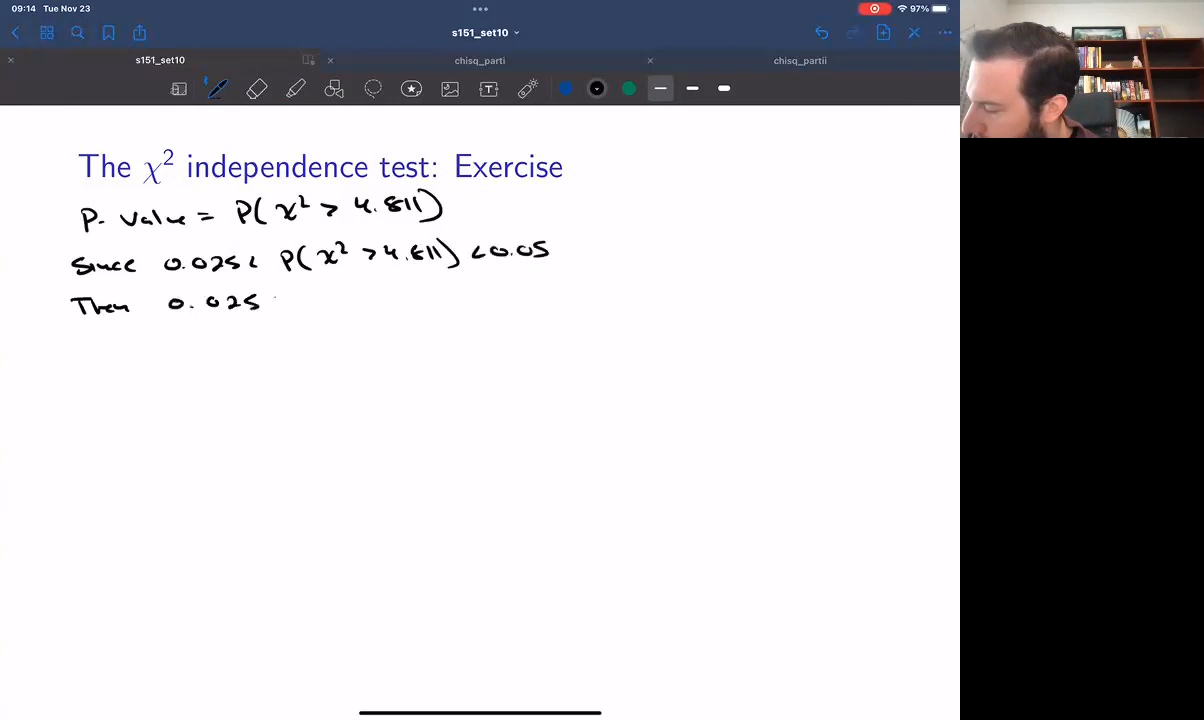 09:14 Tue Nov 23
97%
s151_set10
s151_set10 chisq_parti chisq_partii
The χ² independence test: Exercise
P-value = P(χ² > 4.811)
Since 0.025 < P(χ² > 4.811) < 0.05
Then 0.025